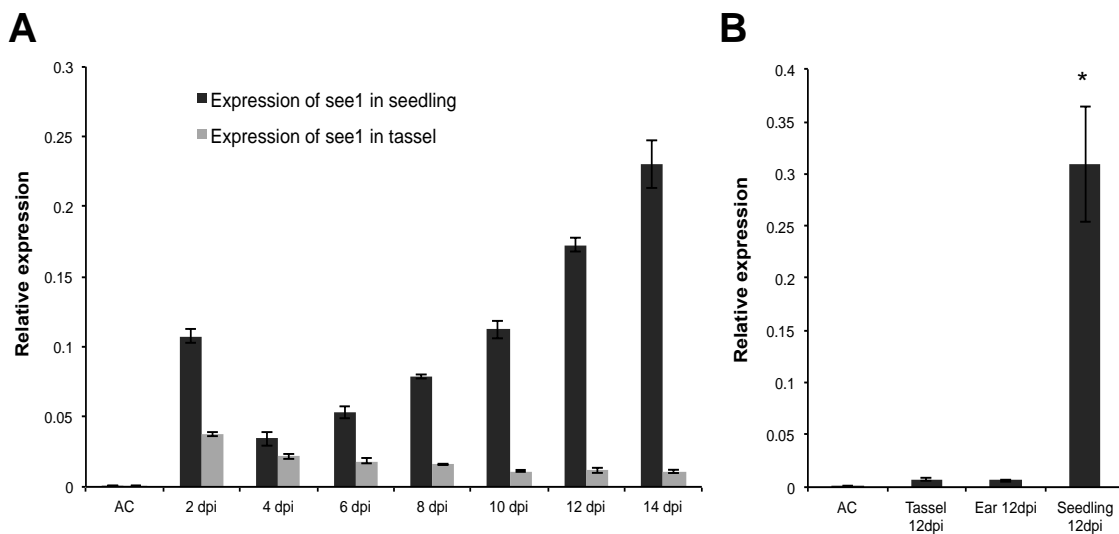 A
0.3
0.25
0.2
0.15
0.1
0.05
0
Relative expression
Expression of see1 in seedling
Expression of see1 in tassel
AC
2 dpi
4 dpi
6 dpi
8 dpi
10 dpi
12 dpi
14 dpi
B
0.4
0.35
0.3
0.25
0.2
0.15
0.1
0.05
0
Relative expression
*
AC
Tassel
12dpi
Ear 12dpi
Seedling
12dpi